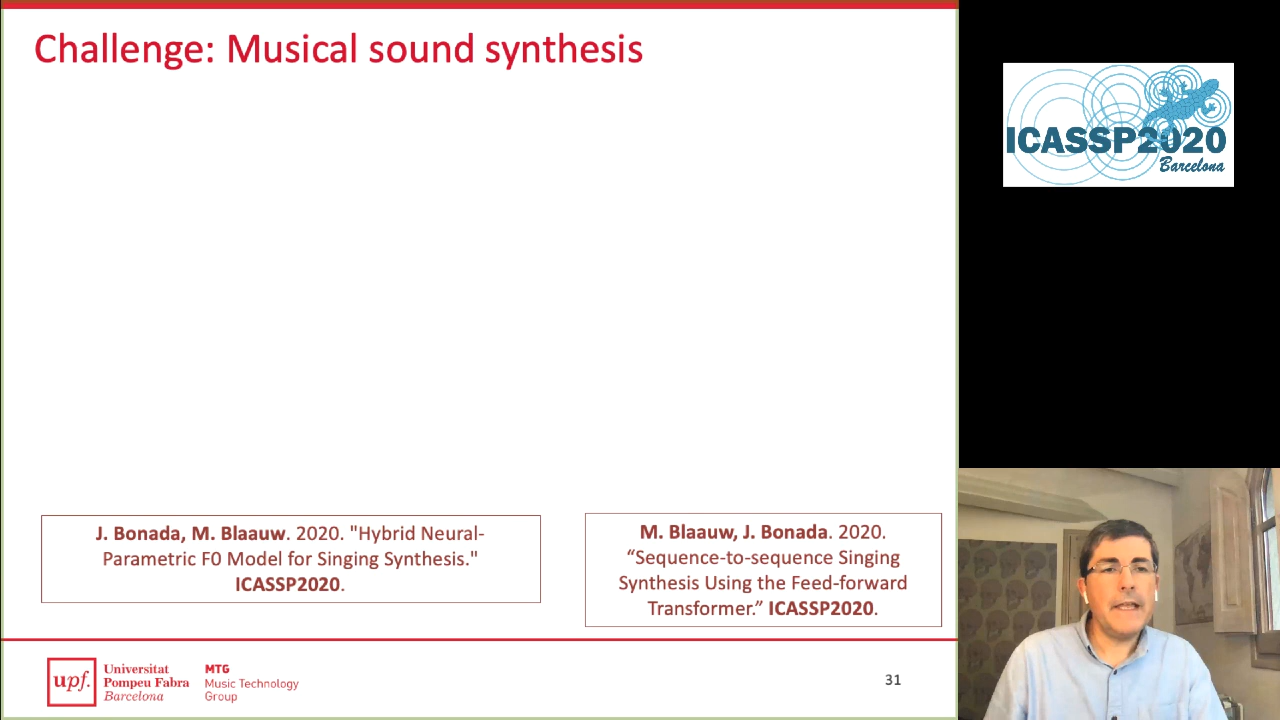 Challenge: Musical sound synthesis
ICASSP2020
Barcelona
J. Bonada, M. Blaauw. 2020. "Hybrid Neural-
Parametric F0 Model for Singing Synthesis."
ICASSP2020.
M. Blaauw, J. Bonada. 2020.
“Sequence-to-sequence Singing
Synthesis Using the Feed-forward
Transformer.” ICASSP2020.
upf.
Universitat
Pompeu Fabra
Barcelona
MTG
Music Technology
Group
31